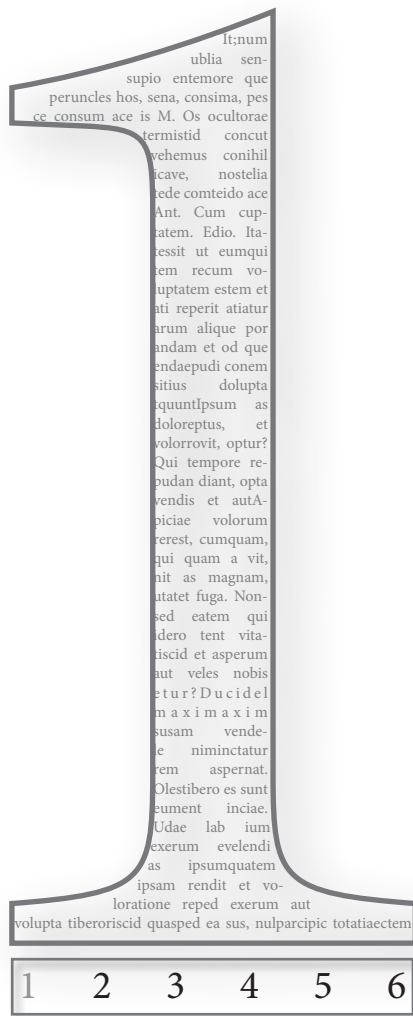 It;num
ublia sen-
supio entemore que
peruncles hos, sena, consima, pes
ce consum ace is M. Os ocultorae
termistid concut
vehemus conihil
icave, nostelia
tede comteido ace
Ant. Cum cup-
tatem. Edio. Ita-
tessit ut eumqui
tem recum vo-
luptatem estem et
ati reperit atiatur
arum alique por
andam et od que
endaepudi conem
sitius dolupta
tquuntIpsum as
doloreptus, et
volorrovit, optur?
Qui tempore re-
pudan diant, opta
vendis et autA-
piciae volorum
rerest, cumquam,
qui quam a vit,
nit as magnam,
utatet fuga. Non-
sed eatem qui
idero tent vita-
tiscid et asperum
aut veles nobis
etur?Ducidel
maximaxim
susam vende-
le niminctatur
rem aspernat.
Olestibero es sunt
eument inciae.
Udae lab ium
exerum evelendi
as ipsumquatem
ipsam rendit et vo-
loratione reped exerum aut
volupta tiberoriscid quasped ea sus, nulparcipic totatiaectem
1 2 3 4 5 6